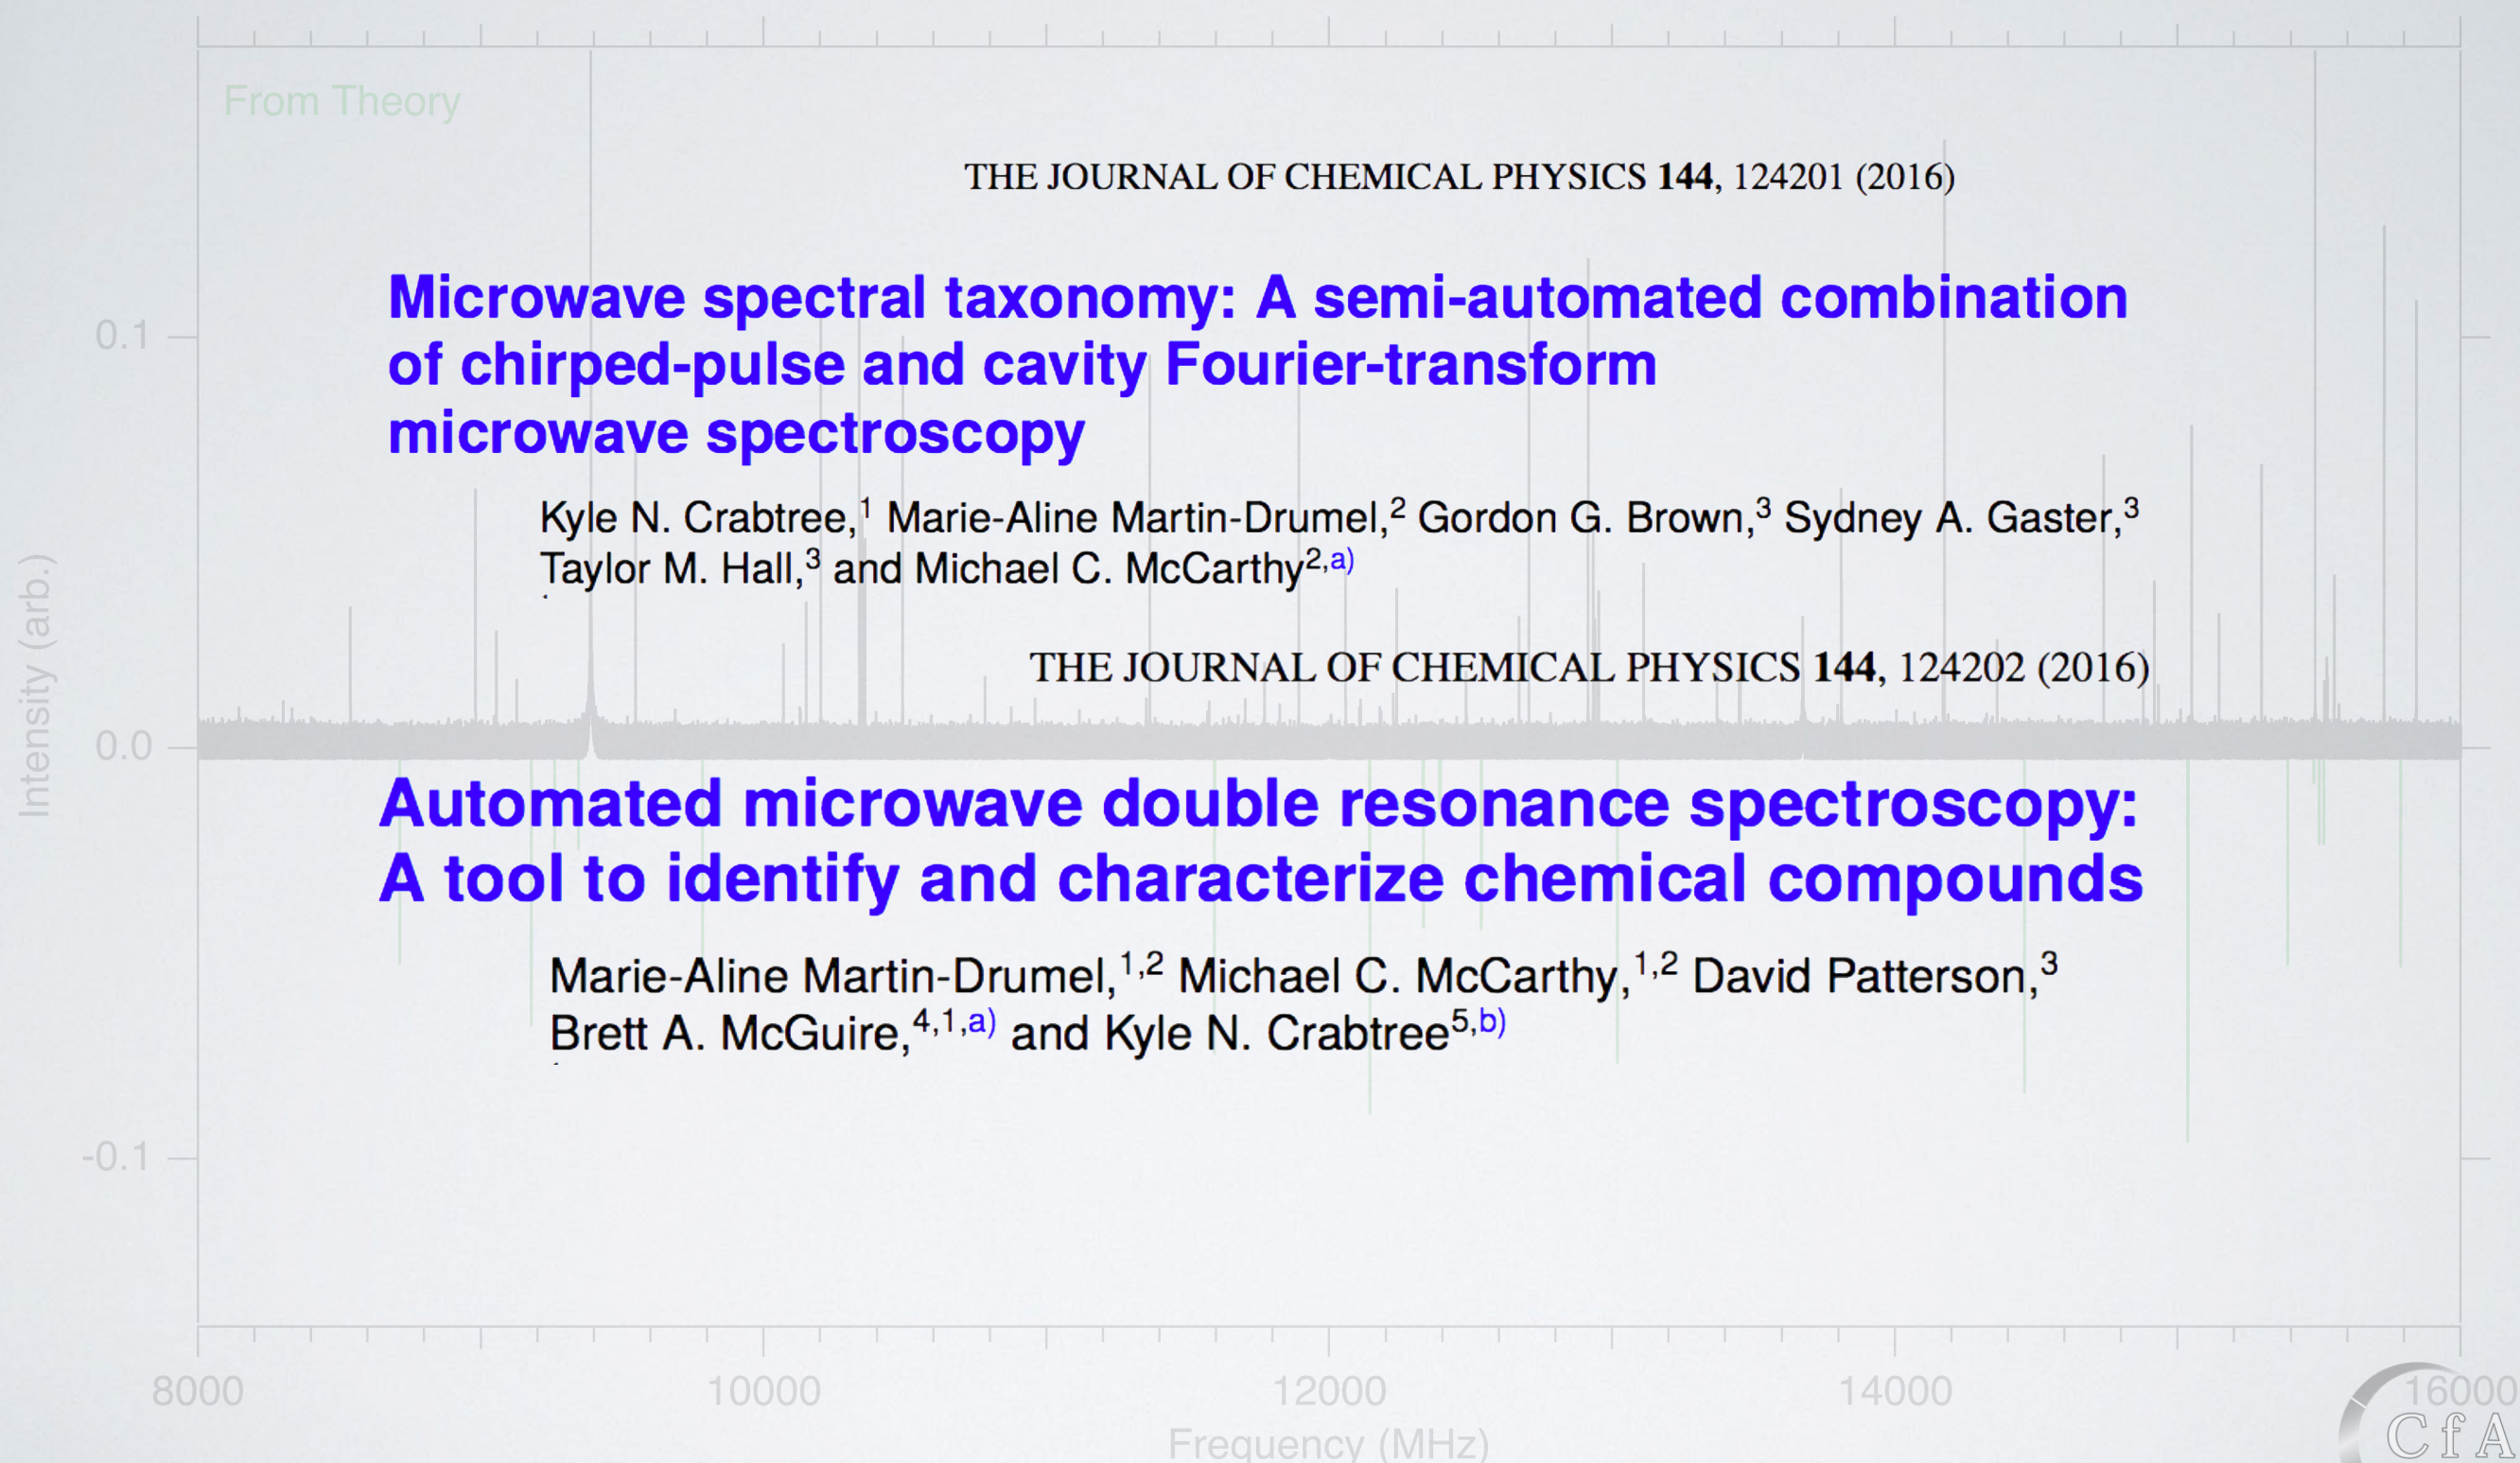 From Theory
THE JOURNAL OF CHEMICAL PHYSICS 144, 124201 (2016)
Microwave spectral taxonomy: A semi-automated combination
of chirped-pulse and cavity Fourier-transform
microwave spectroscopy
Kyle N. Crabtree,1 Marie-Aline Martin-Drumel,2 Gordon G. Brown,3 Sydney A. Gaster,3
Taylor M. Hall,3 and Michael C. McCarthy2,a)
THE JOURNAL OF CHEMICAL PHYSICS 144, 124202 (2016)
Automated microwave double resonance spectroscopy:
A tool to identify and characterize chemical compounds
Marie-Aline Martin-Drumel,1,2 Michael C. McCarthy,1,2 David Patterson,3
Brett A. McGuire,4,1,a) and Kyle N. Crabtree5,b)
Intensity (arb.)
0.1
0.0
-0.1
8000 10000 12000 14000 16000
Frequency (MHz)
CfA